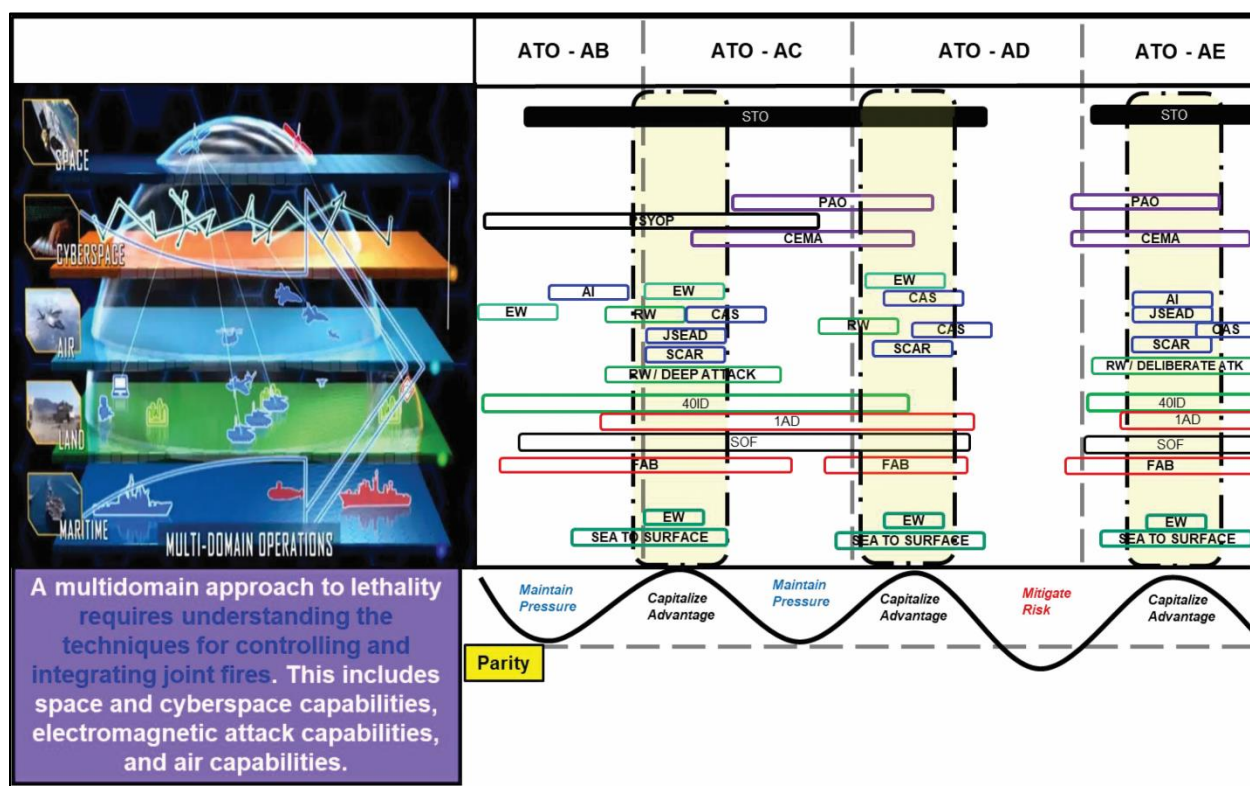 ATO - AB
ATO - AC
ATO - AD
ATO - AE
SPACE
CYBERSPACE
AIR
LAND
MARITIME
MULTI-DOMAIN OPERATIONS
STO
STO
PAO
PAO
PSYOP
CEMA
CEMA
EW
AI
EW
AI
CAS
EW
RW
CAS
JSEAD
RW
CAS
CAS
JSEAD
SCAR
SCAR
SCAR
RW / DEEP ATTACK
RW / DELIBERATE ATK
40ID
40ID
1AD
1AD
SOF
SOF
FAB
FAB
FAB
EW
EW
EW
SEA TO SURFACE
SEA TO SURFACE
SEA TO SURFACE
Maintain
Pressure
Capitalize
Advantage
Maintain
Pressure
Capitalize
Advantage
Mitigate
Risk
Capitalize
Advantage
Parity
A multidomain approach to lethality
requires understanding the
techniques for controlling and
integrating joint fires. This includes
space and cyberspace capabilities,
electromagnetic attack capabilities,
and air capabilities.